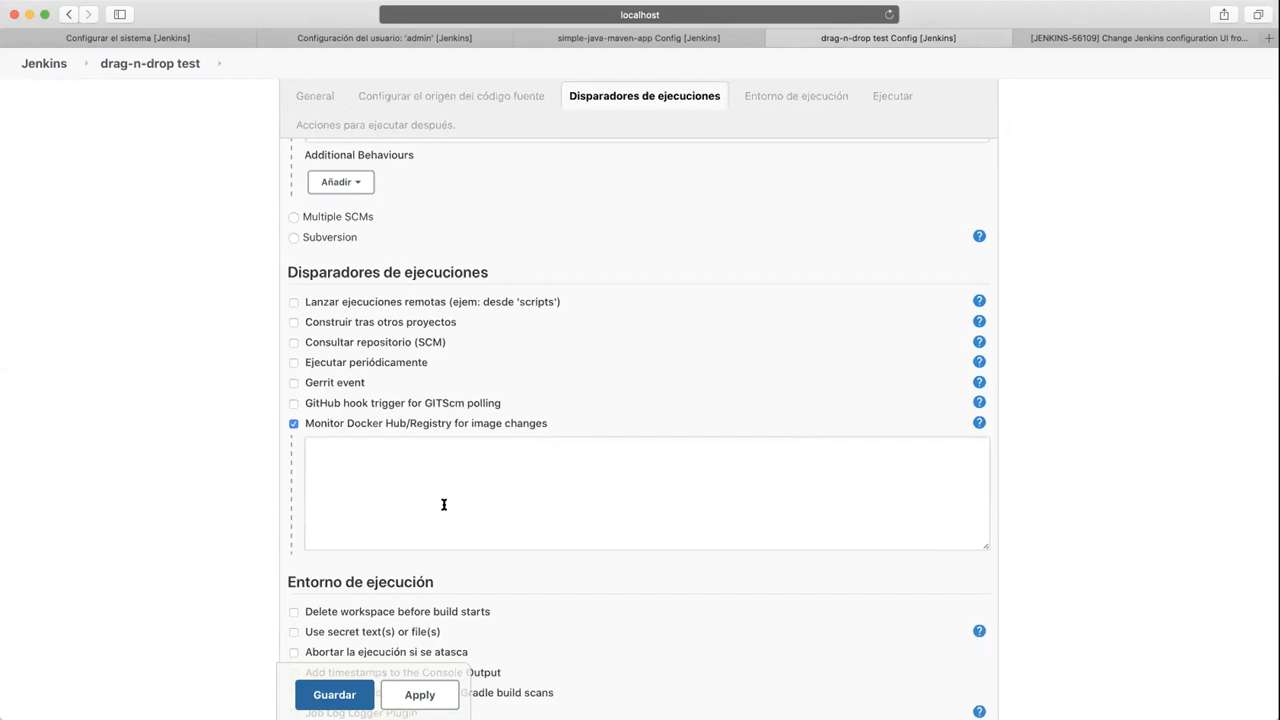 localhost
Configurar el sistema [Jenkins]
Configuración del usuario: 'admin' [Jenkins]
simple-java-maven-app Config [Jenkins]
drag-n-drop test Config [Jenkins]
[JENKINS-56109] Change Jenkins configuration UI fro...
Jenkins
drag-n-drop test
General
Configurar el origen del código fuente
Disparadores de ejecuciones
Entorno de ejecución
Ejecutar
Acciones para ejecutar después.
Additional Behaviours
Añadir
Multiple SCMs
Subversion
Disparadores de ejecuciones
Lanzar ejecuciones remotas (ejem: desde 'scripts')
Construir tras otros proyectos
Consultar repositorio (SCM)
Ejecutar periódicamente
Gerrit event
GitHub hook trigger for GITScm polling
Monitor Docker Hub/Registry for image changes
Entorno de ejecución
Delete workspace before build starts
Use secret text(s) or file(s)
Abortar la ejecución si se atasca
Add timestamps to the Console Output
Gradle build scans
Job Log Logger Plugin
Guardar
Apply